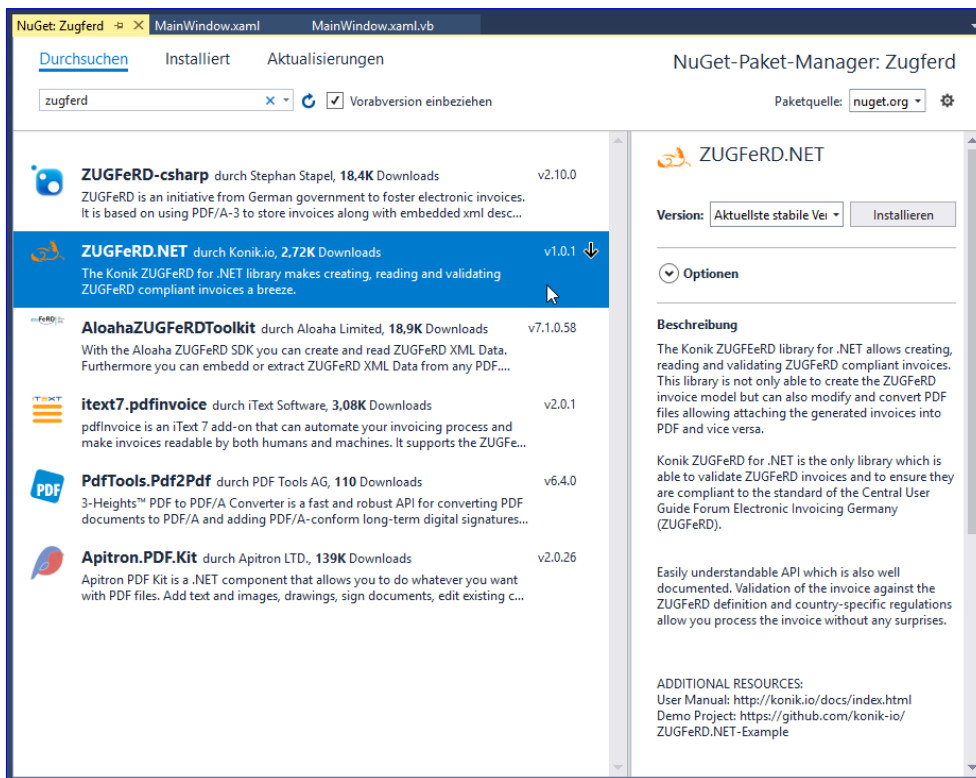 NuGet: Zugferd
MainWindow.xaml
MainWindow.xaml.vb
Durchsuchen
Installiert
Aktualisierungen
NuGet-Paket-Manager: Zugferd
zugferd
Vorabversion einbeziehen
Paketquelle: nuget.org
ZUGFeRD-csharp durch Stephan Stapel, 18,4K Downloads
v2.10.0
ZUGFeRD is an initiative from German government to foster electronic invoices.
It is based on using PDF/A-3 to store invoices along with embedded xml desc...
ZUGFeRD.NET durch Konik.io, 2,72K Downloads
v1.0.1
The Konik ZUGFeRD for .NET library makes creating, reading and validating
ZUGFeRD compliant invoices a breeze.
AloahaZUGFeRDToolkit durch Aloaha Limited, 18,9K Downloads
v7.1.0.58
With the Aloaha ZUGFeRD SDK you can create and read ZUGFeRD XML Data.
Furthermore you can embedd or extract ZUGFeRD XML Data from any PDF....
iTEXT
itext7.pdfinvoice durch iText Software, 3,08K Downloads
v2.0.1
pdfInvoice is an iText 7 add-on that can automate your invoicing process and
make invoices readable by both humans and machines. It supports the ZUGFe...
PDF
PdfTools.Pdf2Pdf durch PDF Tools AG, 110 Downloads
v6.4.0
3-Heights™ PDF to PDF/A Converter is a fast and robust API for converting PDF
documents to PDF/A and adding PDF/A-conform long-term digital signatures...
Apitron.PDF.Kit durch Apitron LTD., 139K Downloads
v2.0.26
Apitron PDF Kit is a .NET component that allows you to do whatever you want
with PDF files. Add text and images, drawings, sign documents, edit existing c...
ZUGFeRD.NET
Version: Aktuellste stabile Ver
Installieren
Optionen
Beschreibung
The Konik ZUGFEeRD library for .NET allows creating,
reading and validating ZUGFeRD compliant invoices.
This library is not only able to create the ZUGFeRD
invoice model but can also modify and convert PDF
files allowing attaching the generated invoices into
PDF and vice versa.
Konik ZUGFeRD for .NET is the only library which is
able to validate ZUGFeRD invoices and to ensure they
are compliant to the standard of the Central User
Guide Forum Electronic Invoicing Germany
(ZUGFeRD).
Easily understandable API which is also well
documented. Validation of the invoice against the
ZUGFeRD definition and country-specific regulations
allow you process the invoice without any surprises.
ADDITIONAL RESOURCES:
User Manual: http://konik.io/docs/index.html
Demo Project: https://github.com/konik-io/
ZUGFeRD.NET-Example